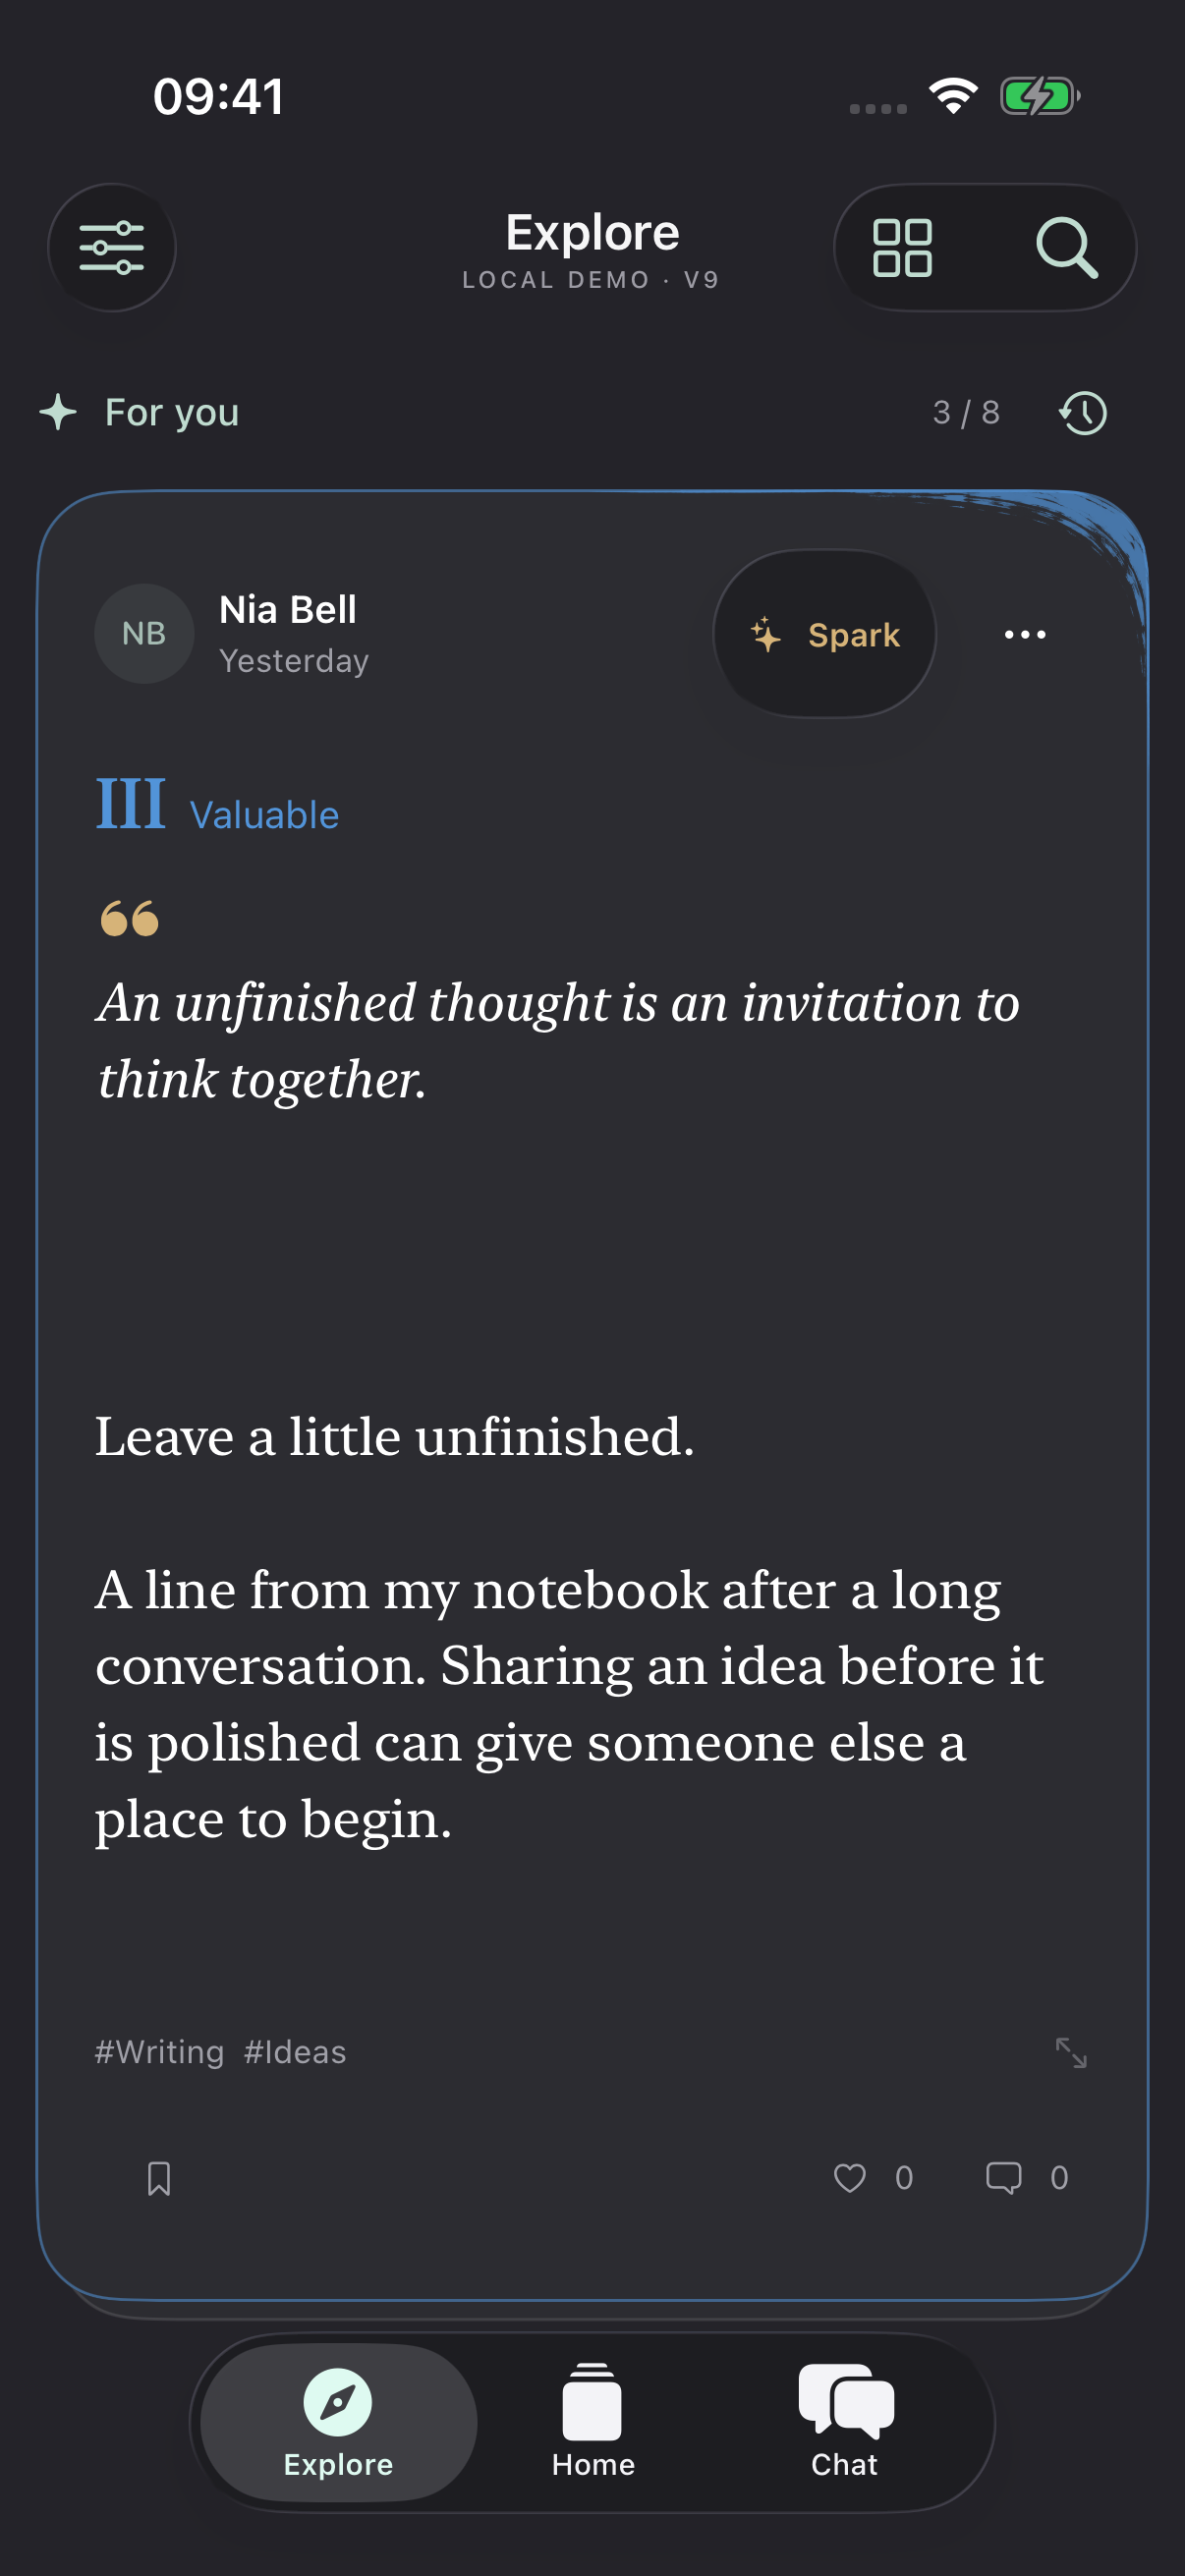 09:41
Explore
LOCAL DEMO · V9
For you
3 / 8
NB
Nia Bell
Yesterday
Spark
III Valuable
“
An unfinished thought is an invitation to
think together.
Leave a little unfinished.
A line from my notebook after a long
conversation. Sharing an idea before it
is polished can give someone else a
place to begin.
#Writing #Ideas
0
0
Explore
Home
Chat